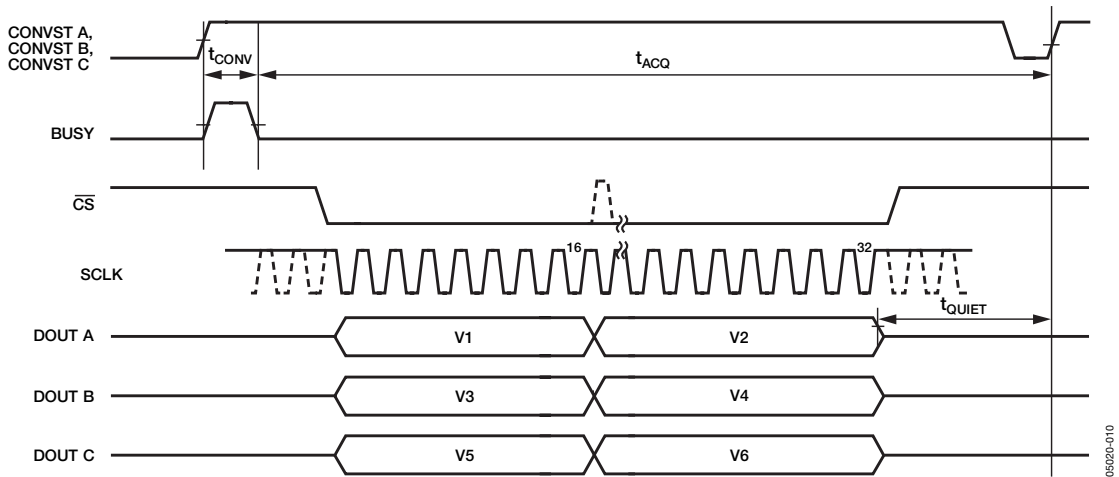 CONVST A,
CONVST B,
CONVST C
tCONV
tACQ
BUSY
CS
SCLK
16
32
tQUIET
DOUT A
V1
V2
DOUT B
V3
V4
DOUT C
V5
V6
05020-010